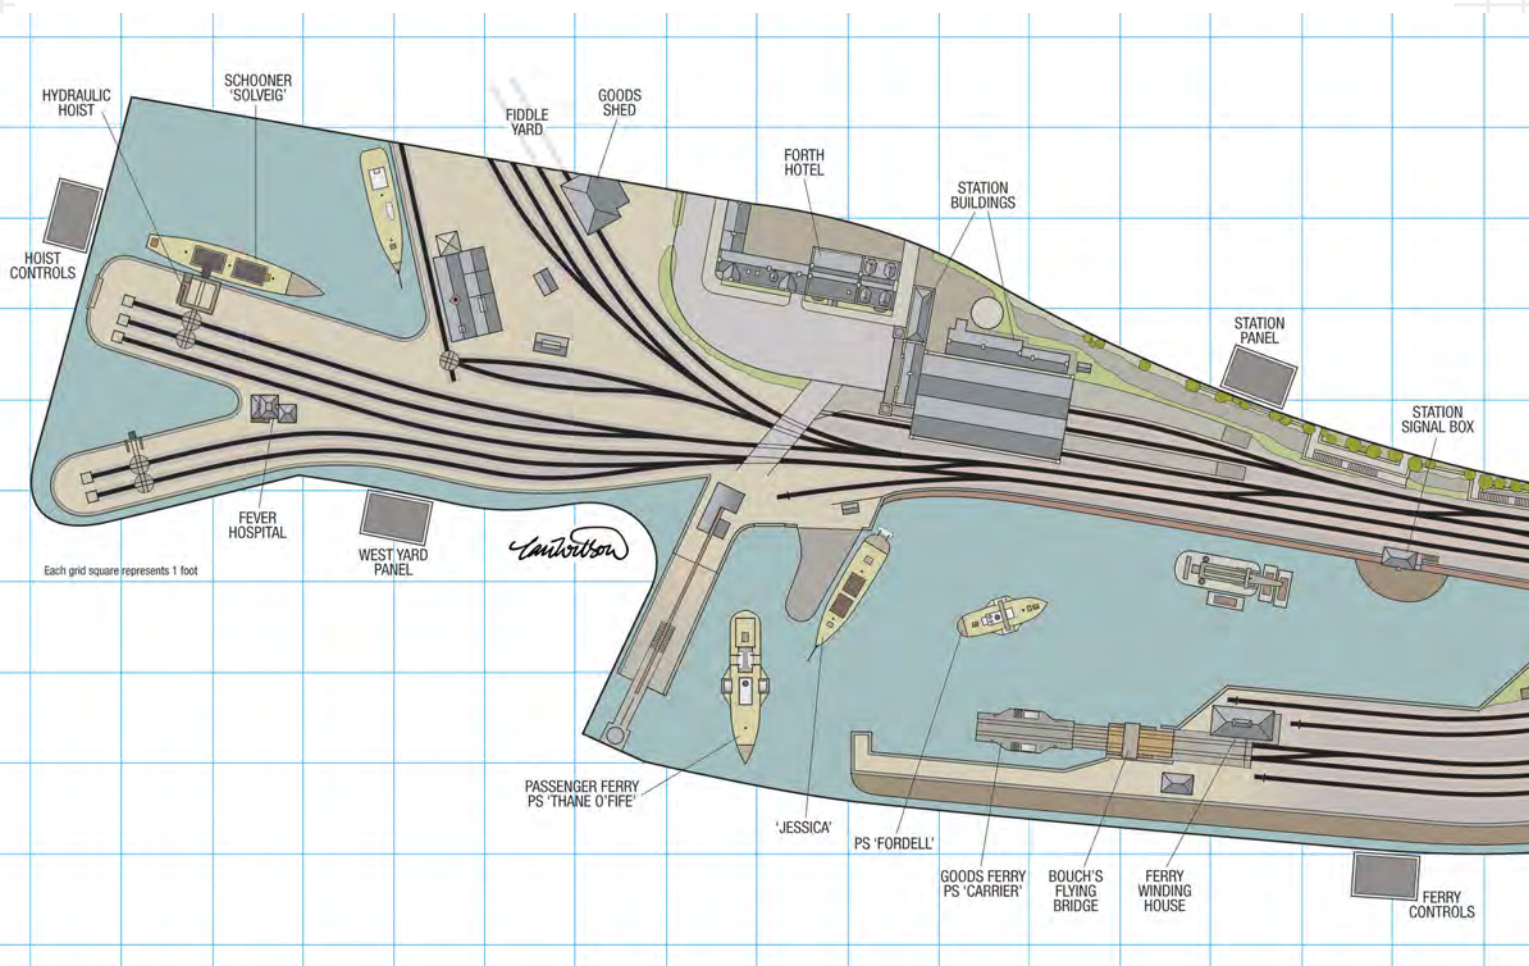 SCHOONER
‘SOLVEIG’
HYDRAULIC
HOIST
GOODS
SHED
FIDDLE
YARD
FORTH
HOTEL
STATION
BUILDINGS
HOIST
CONTROLS
STATION
PANEL
STATION
SIGNAL BOX
FEVER
HOSPITAL
WEST YARD
PANEL
Ian Wilson
Each grid square represents 1 foot
PASSENGER FERRY
PS ‘THANE O’FIFE’
‘JESSICA’
PS ‘FORDELL’
GOODS FERRY
PS ‘CARRIER’
BOUCH’S
FLYING
BRIDGE
FERRY
WINDING
HOUSE
FERRY
CONTROLS